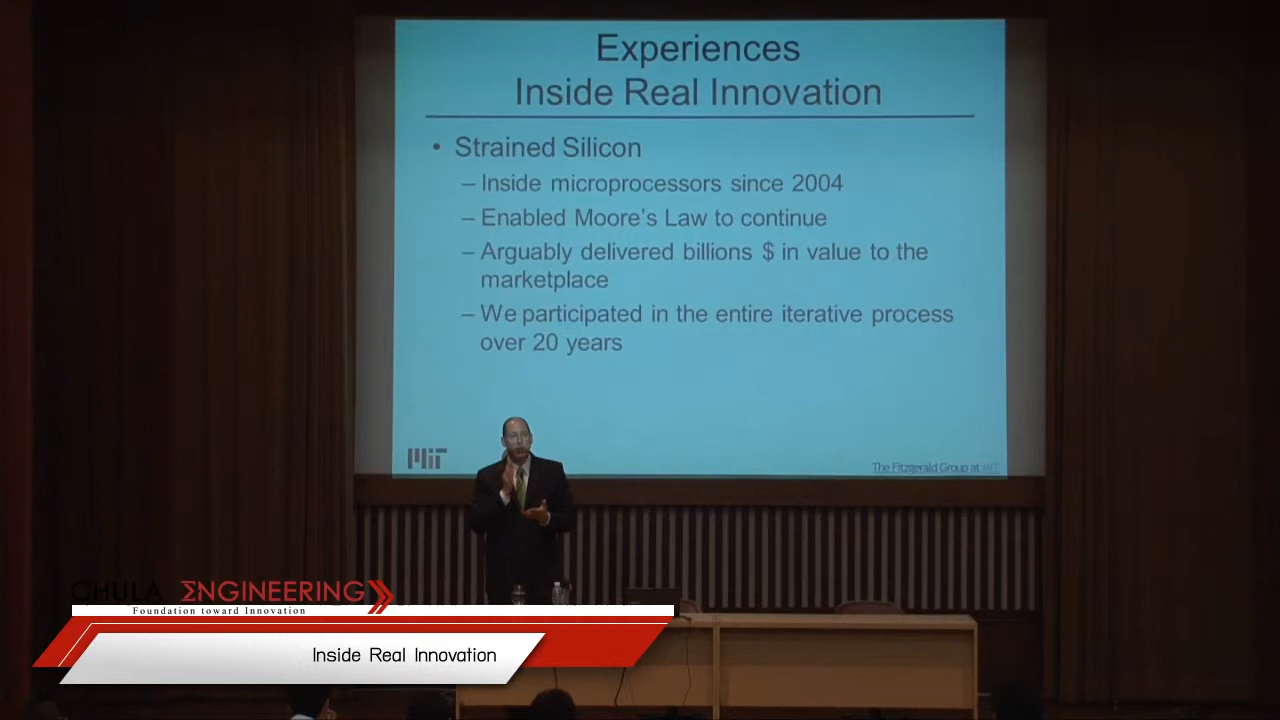 Experiences
Inside Real Innovation
• Strained Silicon
– Inside microprocessors since 2004
– Enabled Moore's Law to continue
– Arguably delivered billions $ in value to the
marketplace
– We participated in the entire iterative process
over 20 years
MIT
The Fitzgerald Group at MIT
CHULA ΣNGINEERING
Foundation toward Innovation
Inside Real Innovation